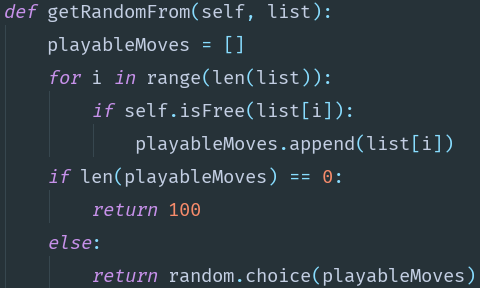 def getRandomFrom(self, list):
    playableMoves = []
    for i in range(len(list)):
        if self.isFree(list[i]):
            playableMoves.append(list[i])
    if len(playableMoves) == 0:
        return 100
    else:
        return random.choice(playableMoves)